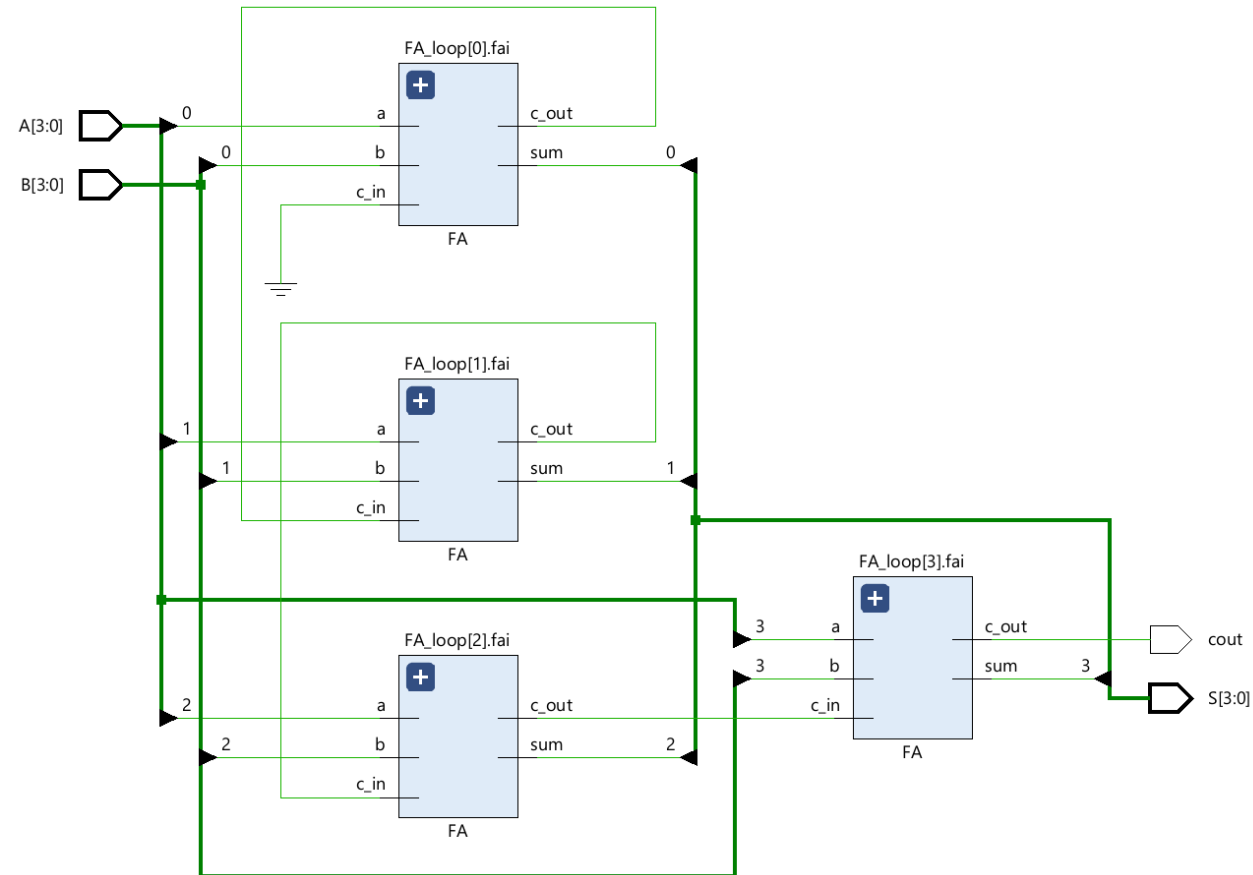 FA_loop[0].fai
A[3:0]
0
a
c_out
B[3:0]
0
b
sum
0
c_in
FA
FA_loop[1].fai
1
a
c_out
1
b
sum
1
c_in
FA
FA_loop[2].fai
2
a
c_out
2
b
sum
2
c_in
FA
FA_loop[3].fai
3
a
c_out
cout
3
b
sum
3
S[3:0]
c_in
FA